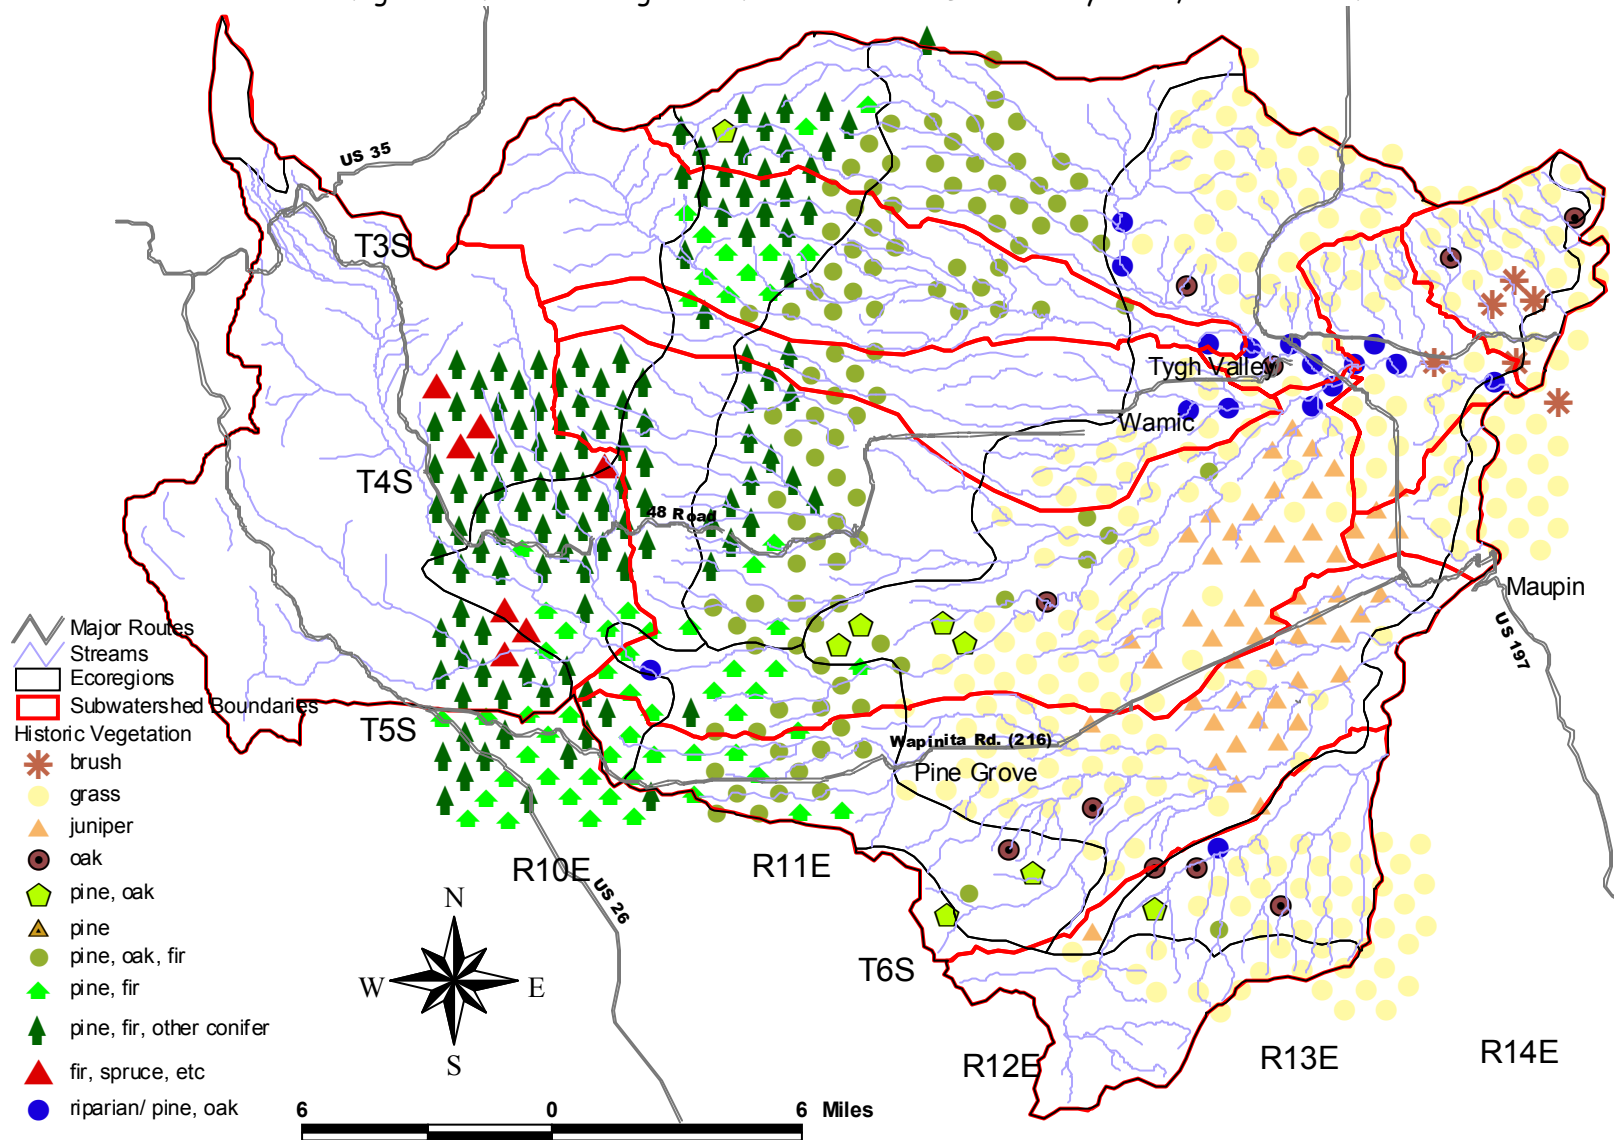 US 35
T3S
Tygh Valley
Wamic
T4S
48 Road
Maupin
US 197
T5S
Wapinita Rd. (216)
Pine Grove
R10E
R11E
US 26
T6S
R12E
R13E
R14E
Major Routes
Streams
Ecoregions
Subwatershed Boundaries
Historic Vegetation
brush
grass
juniper
oak
pine, oak
pine
pine, oak, fir
pine, fir
pine, fir, other conifer
fir, spruce, etc
riparian/ pine, oak
N
W E
S
6 0 6 Miles